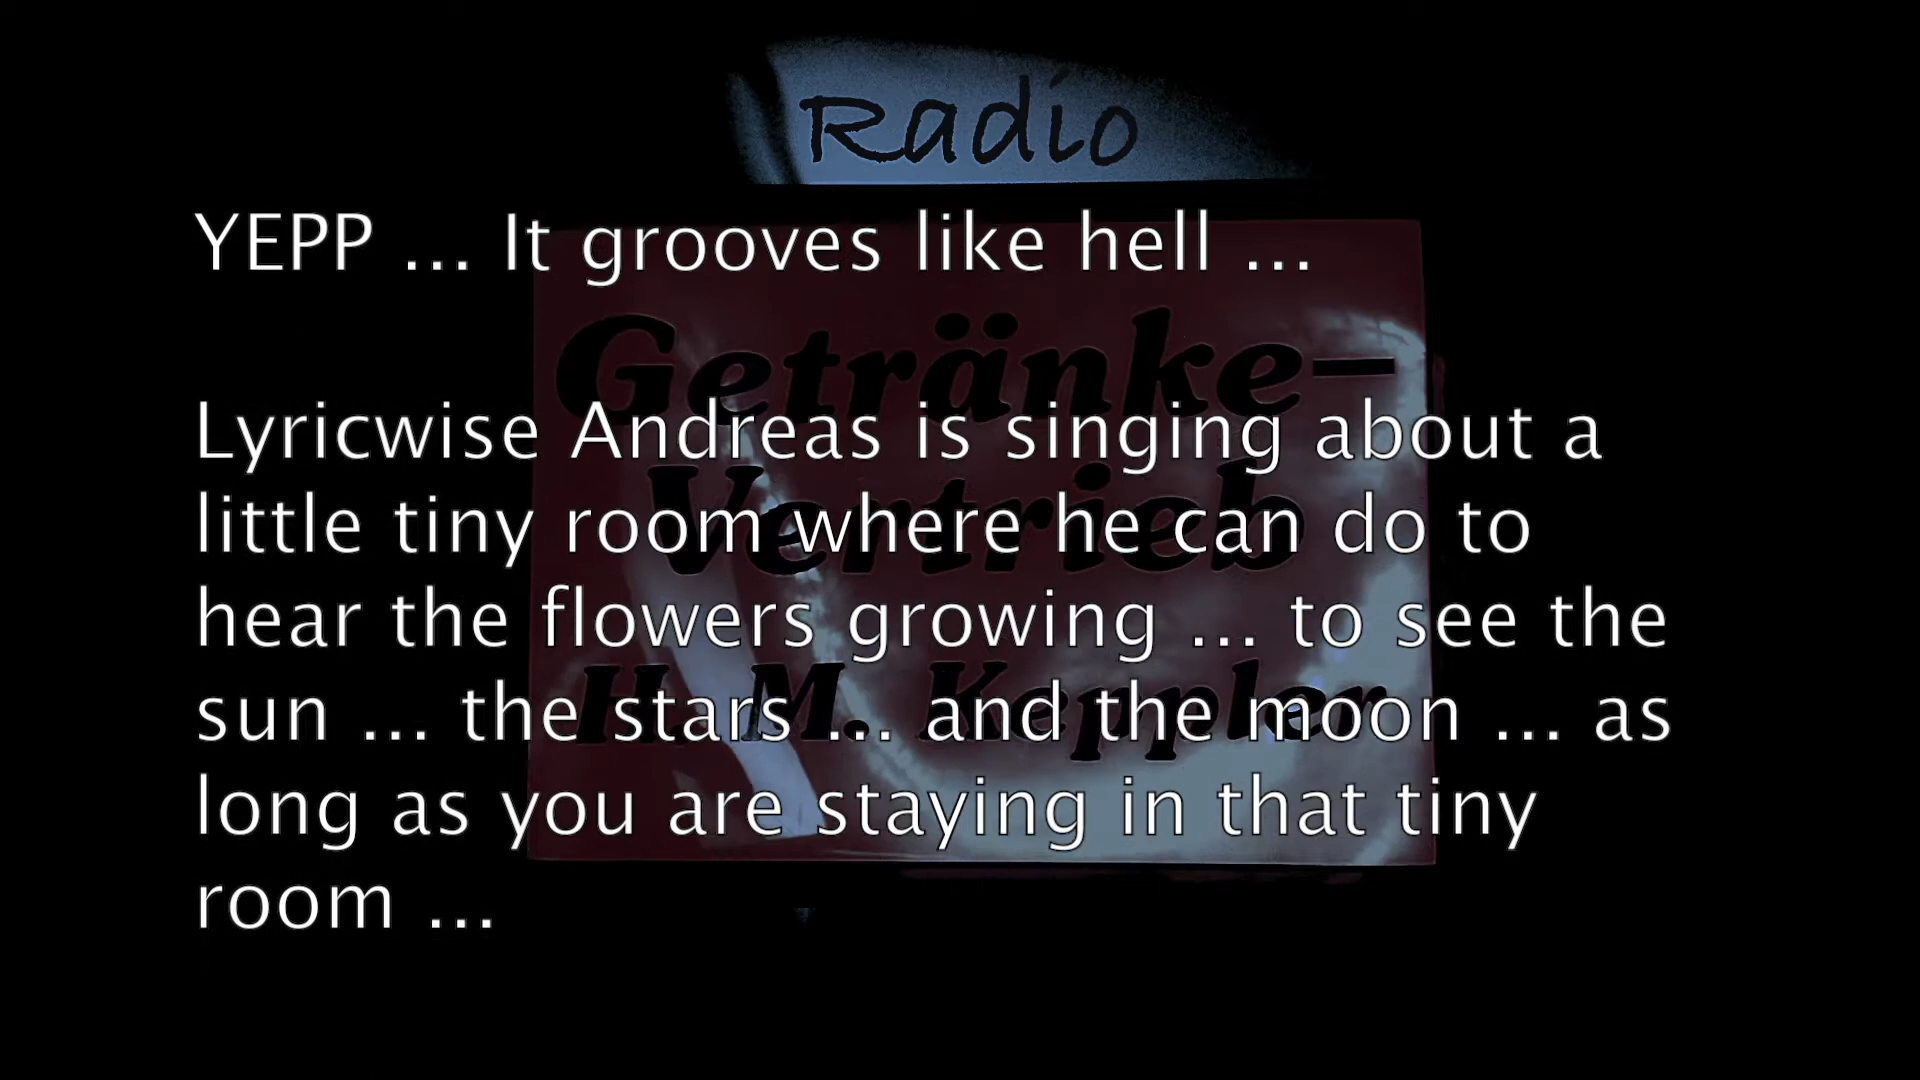 Radio
YEPP ... It grooves like hell ...
Getränke-
Lyricwise Andreas is singing about a
Vertrieb
little tiny room where he can do to
hear the flowers growing ... to see the
H. M. Keppler
sun ... the stars ... and the moon ... as
long as you are staying in that tiny
room ...